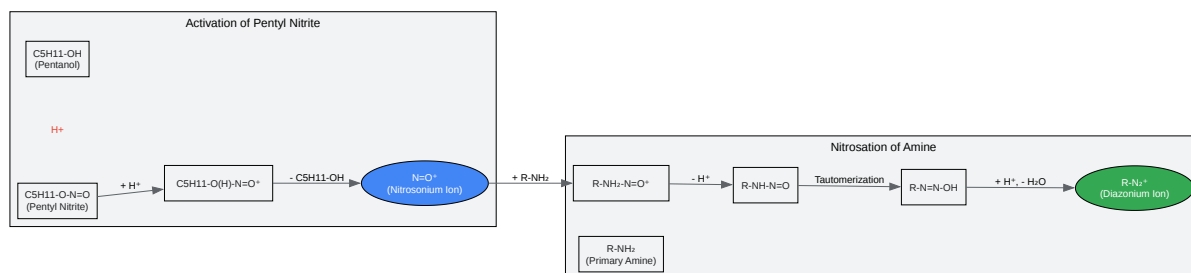 Activation of Pentyl Nitrite
C5H11-OH
(Pentanol)
H+
C5H11-O-N=O
(Pentyl Nitrite)
+ H⁺
C5H11-O(H)-N=O⁺
- C5H11-OH
N=O⁺
(Nitrosonium Ion)
+ R-NH₂
Nitrosation of Amine
R-NH₂-N=O⁺
- H⁺
R-NH-N=O
Tautomerization
R-N=N-OH
+ H⁺, - H₂O
R-N₂⁺
(Diazonium Ion)
R-NH₂
(Primary Amine)